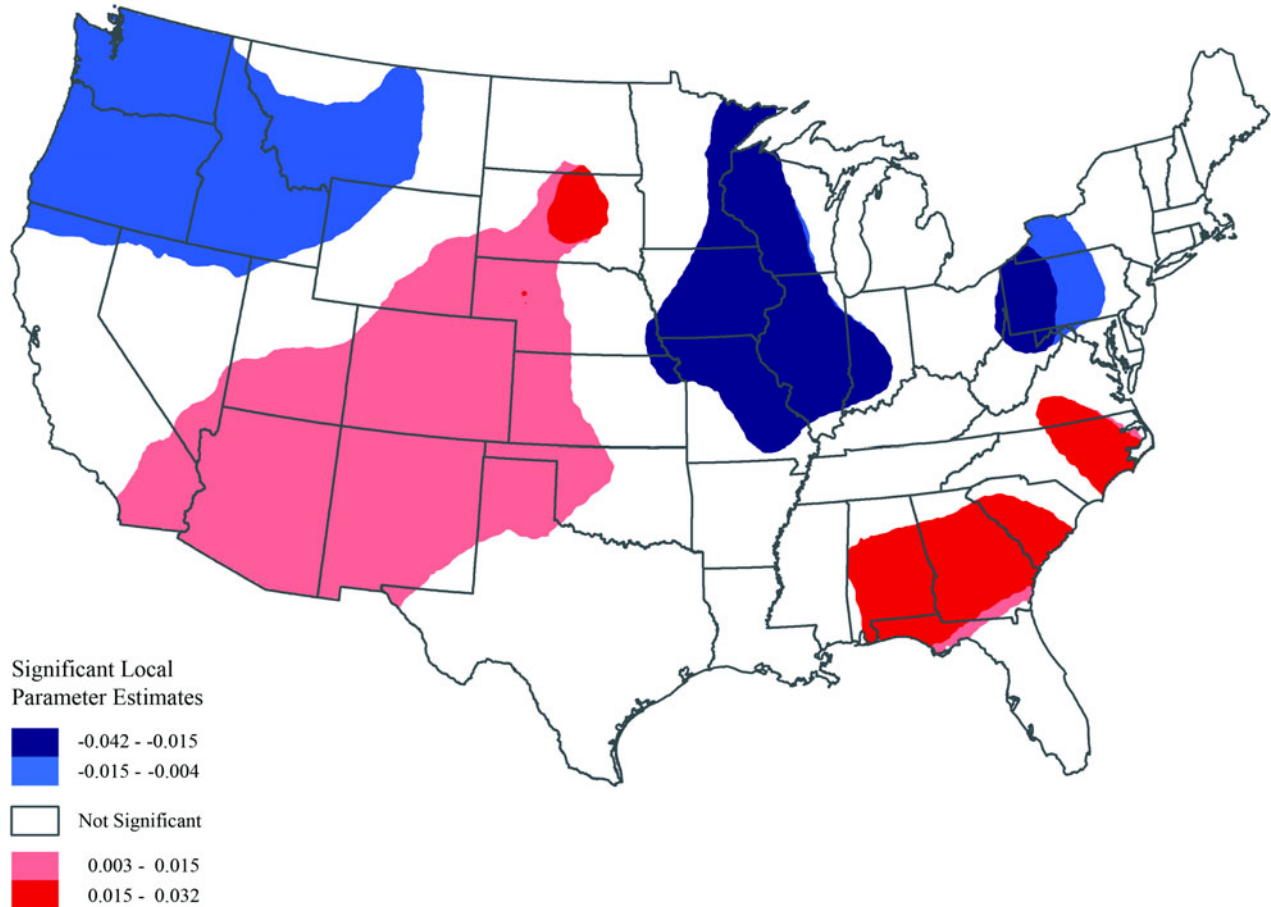 Significant Local
Parameter Estimates
-0.042 - -0.015
-0.015 - -0.004
Not Significant
0.003 - 0.015
0.015 - 0.032